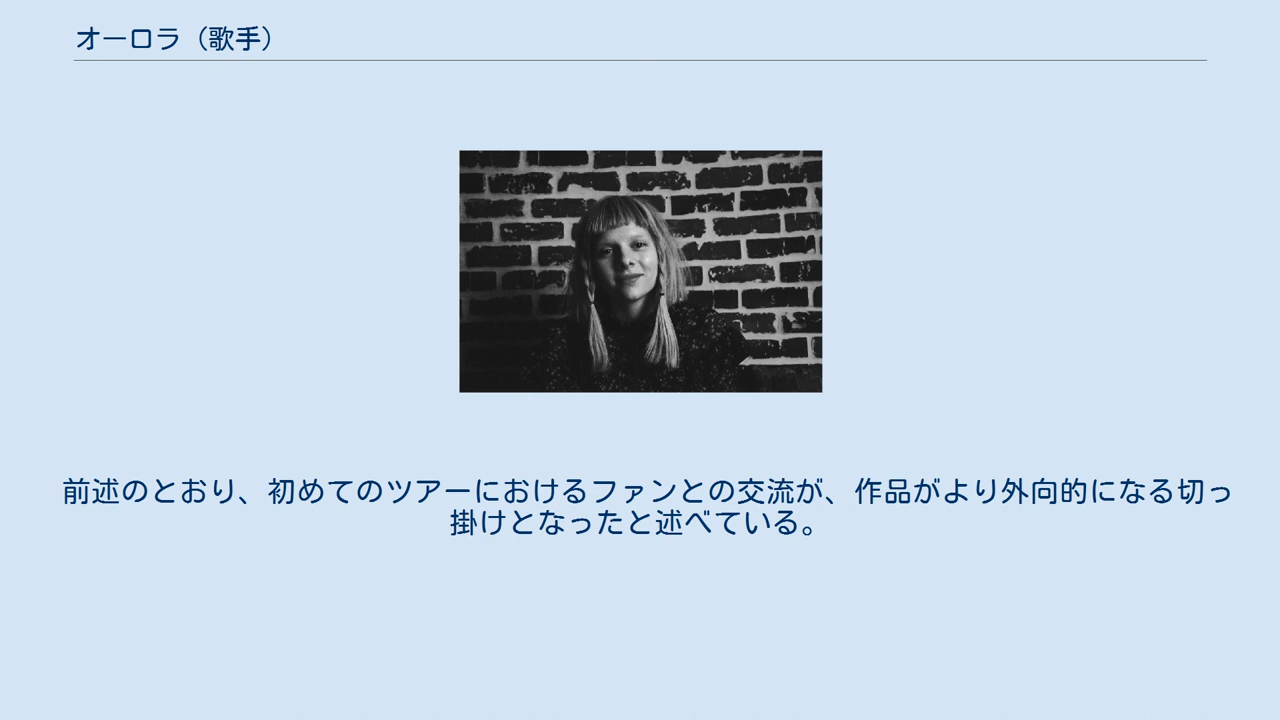 オーロラ（歌手）
前述のとおり、初めてのツアーにおけるファンとの交流が、作品がより外向的になる切っ
掛けとなったと述べている。